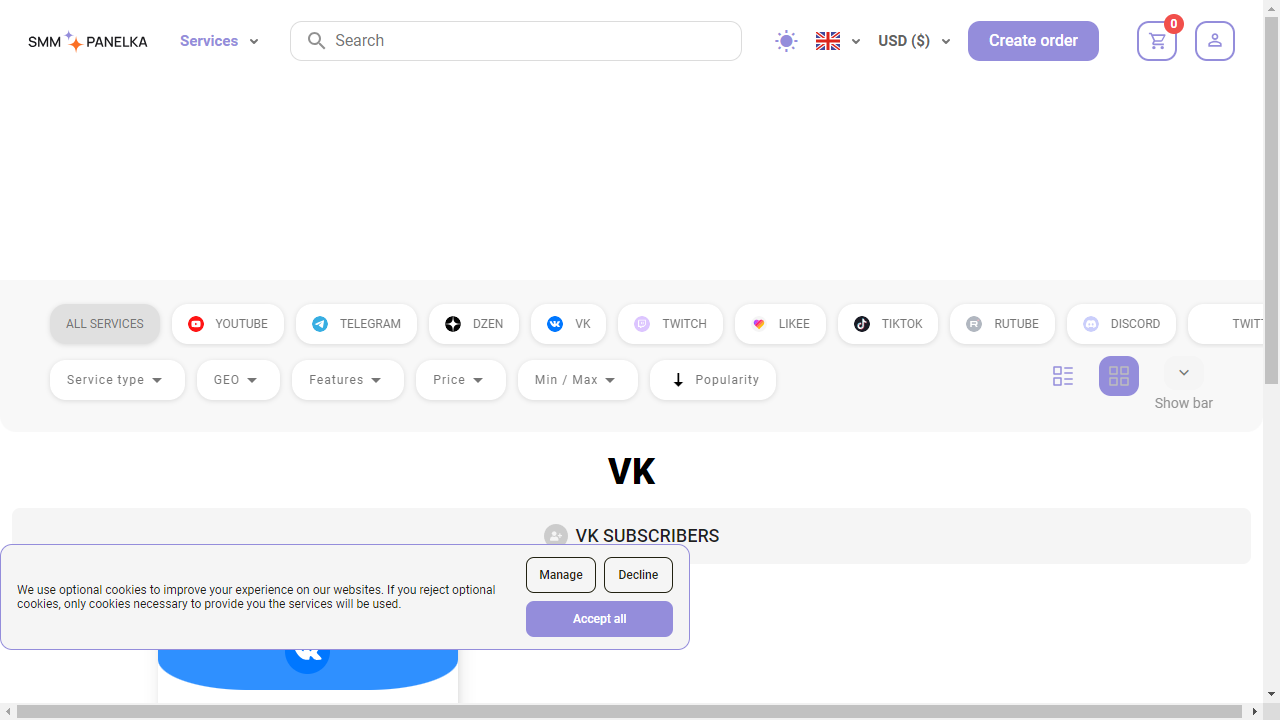 SMM PANELKA
Services
Search
USD ($)
Create order
0
ALL SERVICES
YOUTUBE
TELEGRAM
DZEN
VK
TWITCH
LIKEE
TIKTOK
RUTUBE
DISCORD
Service type
GEO
Feature
Price
Min / Max
Popularity
Show bar
VK
VK SUBSCRIBERS
We use optional cookies to improve your experience on our websites. If you reject optional
cookies, only cookies necessary to provide you the services will be used.
Manage
Decline
Accept all